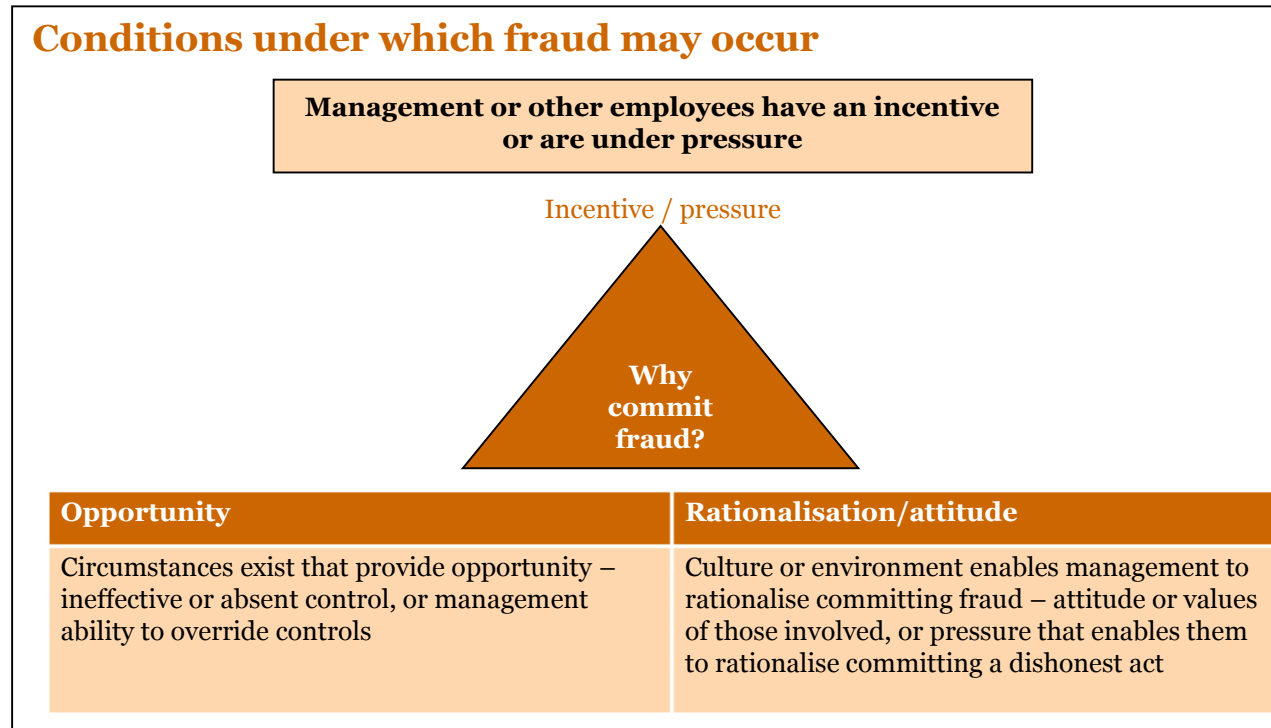 Conditions under which fraud may occur
Management or other employees have an incentive
or are under pressure
Incentive / pressure
Why
commit
fraud?
Opportunity
Circumstances exist that provide opportunity –
ineffective or absent control, or management
ability to override controls
Rationalisation/attitude
Culture or environment enables management to
rationalise committing fraud – attitude or values
of those involved, or pressure that enables them
to rationalise committing a dishonest act